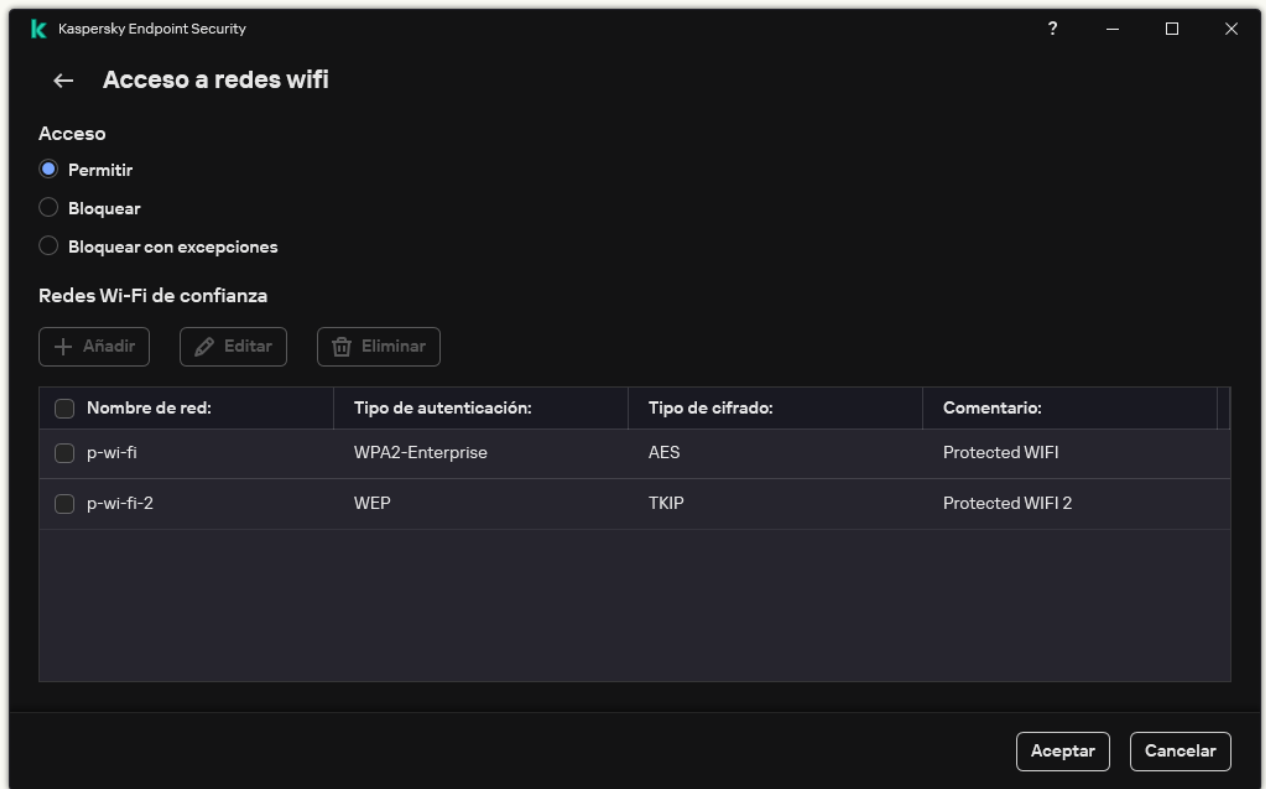 Kaspersky Endpoint Security ?
Acceso a redes wifi
Acceso
Permitir
Bloquear
Bloquear con excepciones
Redes Wi-Fi de confianza
Añadir Editar Eliminar
Nombre de red: Tipo de autenticación: Tipo de cifrado: Comentario:
p-wi-fi WPA2-Enterprise AES Protected WIFI
p-wi-fi-2 WEP TKIP Protected WIFI 2
Aceptar Cancelar